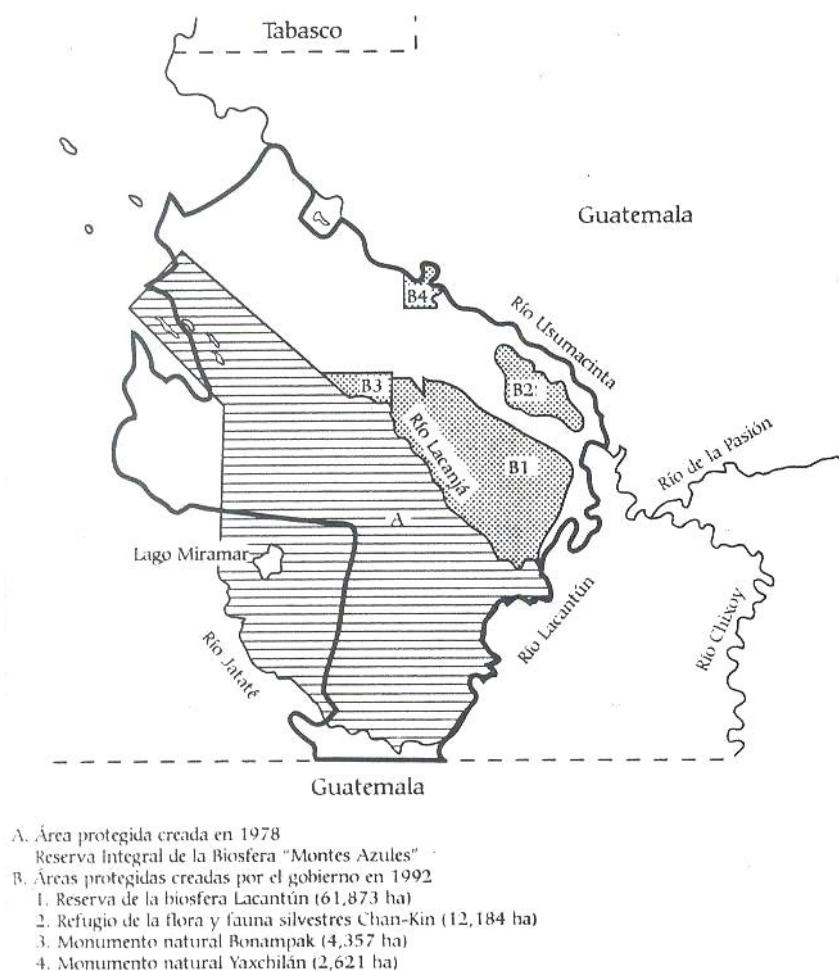 Tabasco
Guatemala
B4
Río Usumacinta
B2
B3
Río Lacanjá
B1
Río de la Pasión
A
Lago Miramar
Río Lacantún
Río Chixoy
Río Jataté
Guatemala
A. Área protegida creada en 1978
Reserva Integral de la Biosfera "Montes Azules"
B. Áreas protegidas creadas por el gobierno en 1992
1. Reserva de la biosfera Lacantún (61,873 ha)
2. Refugio de la flora y fauna silvestres Chan-Kin (12,184 ha)
3. Monumento natural Bonampak (4,357 ha)
4. Monumento natural Yaxchilán (2,621 ha)